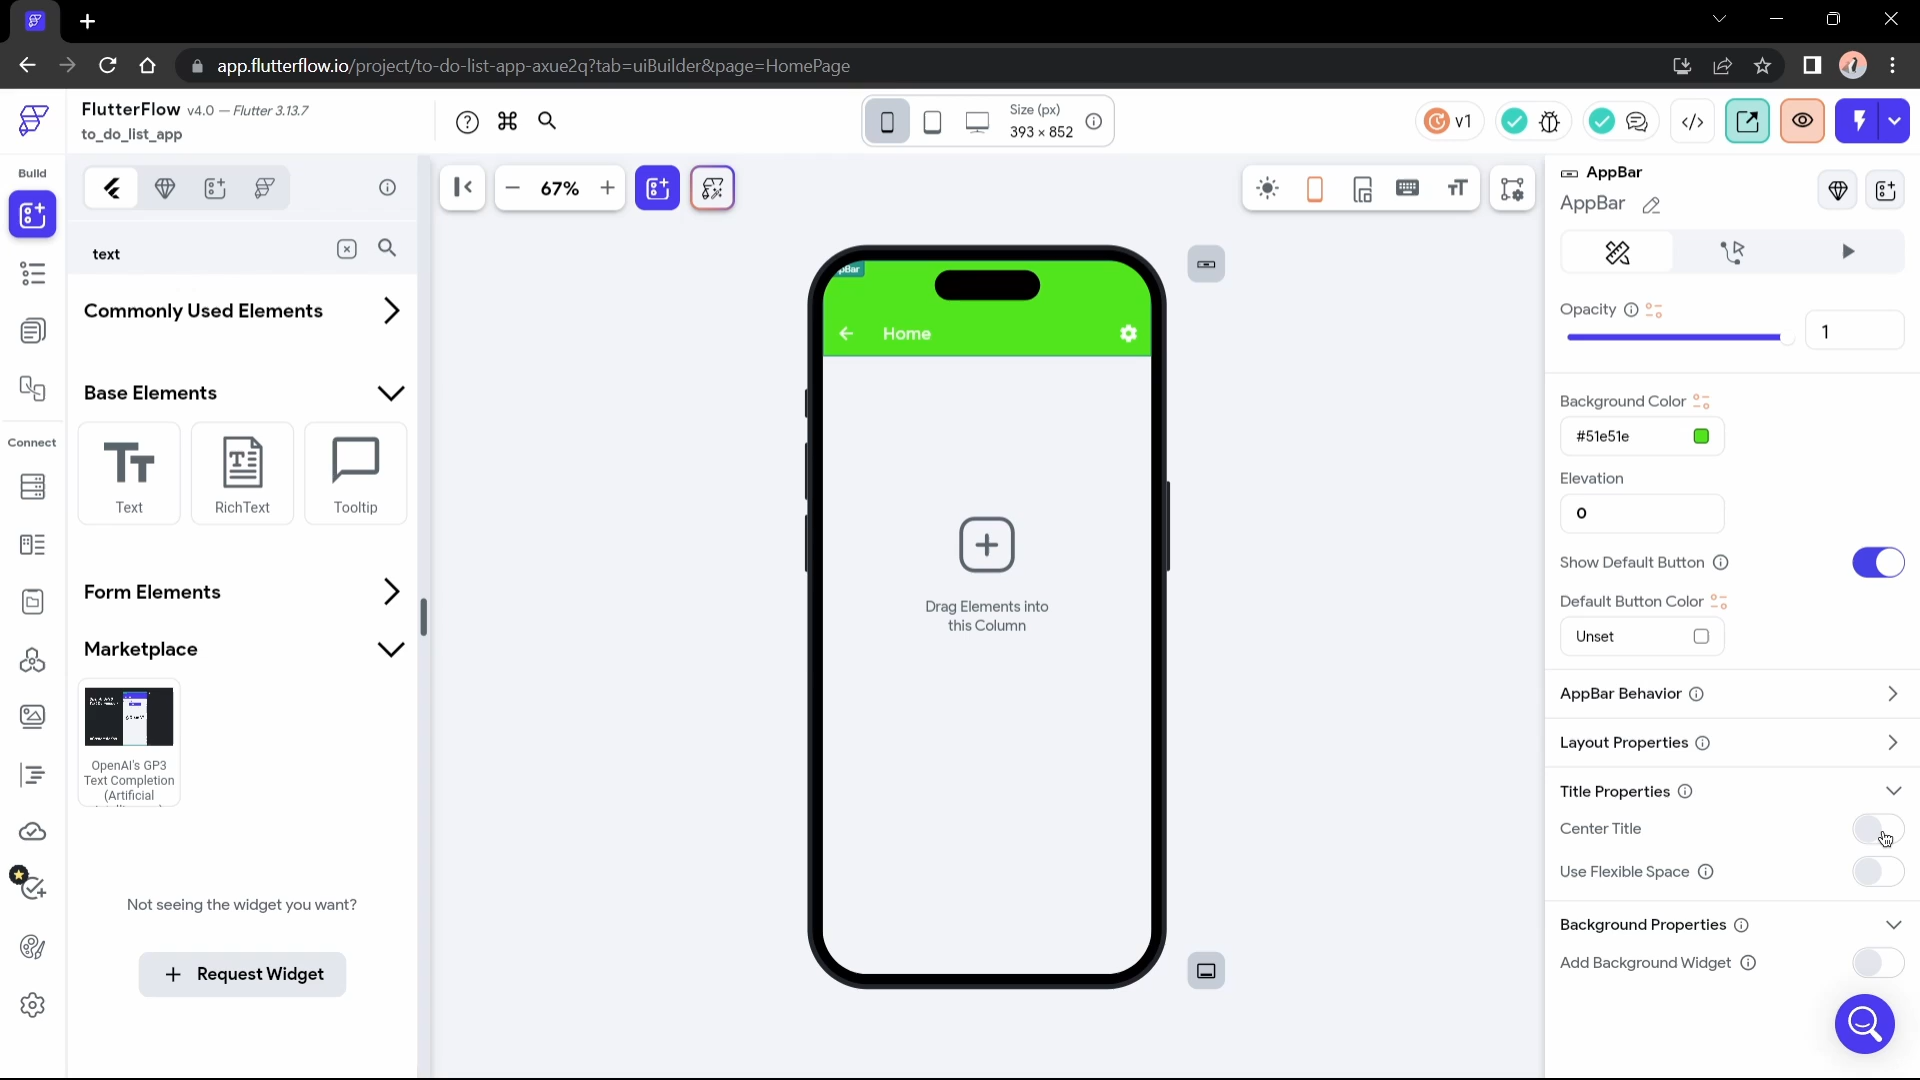 app.flutterflow.io/project/to-do-list-app-axue2q?tab=uiBuilder&page=HomePage
FlutterFlow v4.0 — Flutter 3.13.7
to_do_list_app
Size (px)
393 × 852
v1
Build
Connect
67%
text
Commonly Used Elements
Base Elements
Text
RichText
Tooltip
Form Elements
Marketplace
OpenAI's GP3
Text Completion
(Artificial
Not seeing the widget you want?
+ Request Widget
Home
Drag Elements into
this Column
AppBar
AppBar
Opacity
1
Background Color
#51e51e
Elevation
0
Show Default Button
Default Button Color
Unset
AppBar Behavior
Layout Properties
Title Properties
Center Title
Use Flexible Space
Background Properties
Add Background Widget